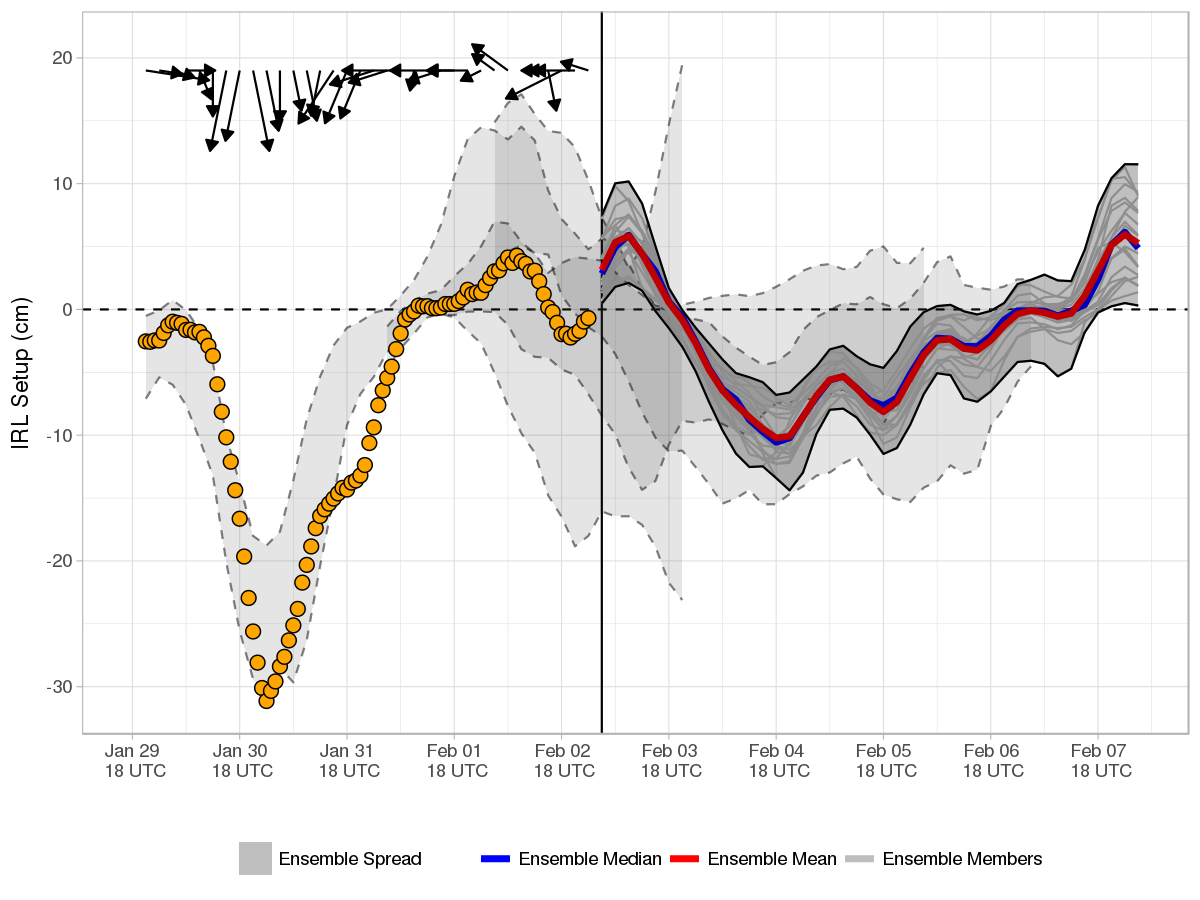 IRL Setup (cm)
20
10
0
-10
-20
-30
Jan 29 Jan 30 Jan 31 Feb 01 Feb 02 Feb 03 Feb 04 Feb 05 Feb 06 Feb 07
18 UTC 18 UTC 18 UTC 18 UTC 18 UTC 18 UTC 18 UTC 18 UTC 18 UTC 18 UTC
Ensemble Spread Ensemble Median Ensemble Mean Ensemble Members